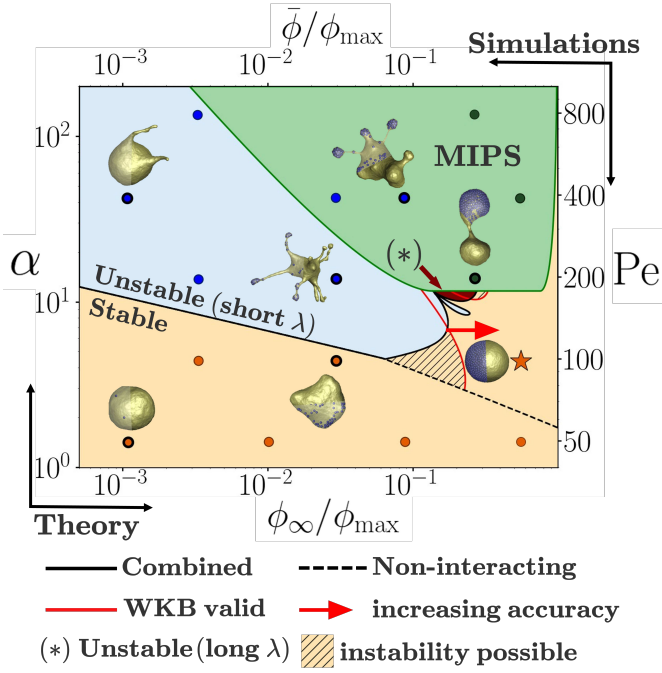 ϕ̄/ϕmax
Simulations
10⁻³ 10⁻² 10⁻¹
10² 800
MIPS
400
α (*) Pe
Unstable (short λ) 200
10¹
Stable
100
50
10⁰
10⁻³ 10⁻² 10⁻¹
Theory ϕ∞/ϕmax
Combined Non-interacting
WKB valid increasing accuracy
(*) Unstable (long λ) instability possible